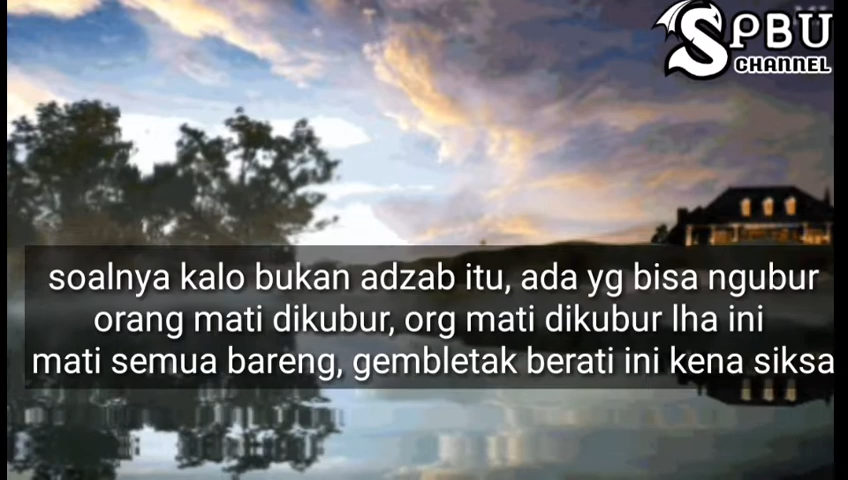 SPBU
CHANNEL
soalnya kalo bukan adzab itu, ada yg bisa ngubur
orang mati dikubur, org mati dikubur lha ini
mati semua bareng, gembletak berati ini kena siksa